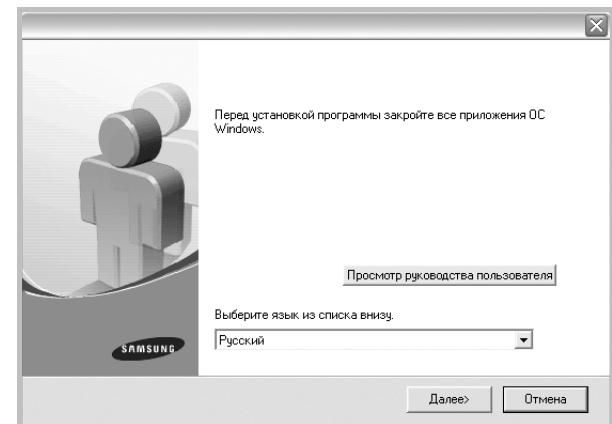 Перед установкой программы закройте все приложения ОС
Windows.
Просмотр руководства пользователя
Выберите язык из списка внизу.
Русский
SAMSUNG
Далее>
Отмена